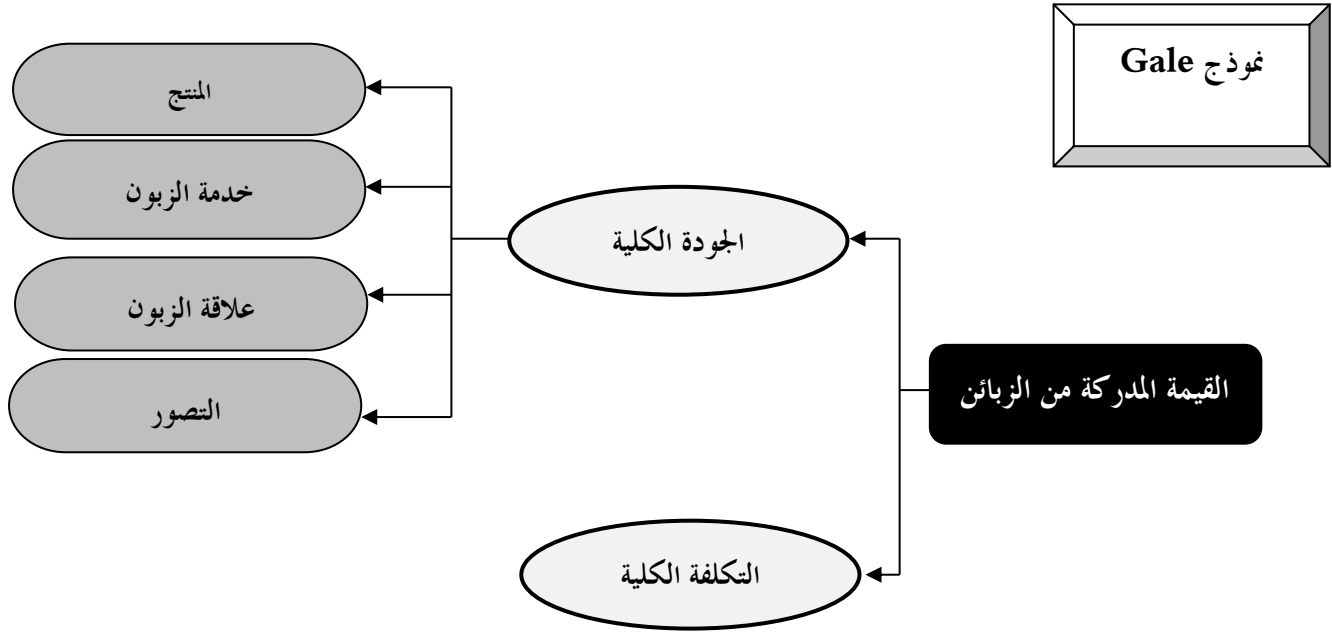 نموذج Gale
القيمة المدركة من الزبائن
الجودة الكلية
التكلفة الكلية
المنتج
خدمة الزبون
علاقة الزبون
التصور